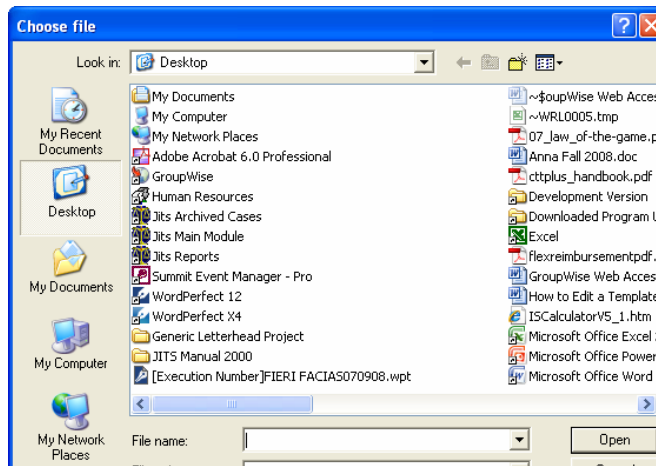 Choose file
Look in:
Desktop
My Recent
Documents
Desktop
My Documents
My Computer
My Network
Places
My Documents
My Computer
My Network Places
Adobe Acrobat 6.0 Professional
GroupWise
Human Resources
Jits Archived Cases
Jits Main Module
Jits Reports
Summit Event Manager - Pro
WordPerfect 12
WordPerfect X4
Generic Letterhead Project
JITS Manual 2000
[Execution Number]FIERI FACIAS070908.wpt
~$oupWise Web Acces
~WRL0005.tmp
07_law_of-the-game.p
Anna Fall 2008.doc
cttplus_handbook.pdf
Development Version
Downloaded Program
Excel
flexreimbursementpdf.
GroupWise Web Acces
How to Edit a Template
ISCalculatorV5_1.htm
Microsoft Office Excel
Microsoft Office Power
Microsoft Office Word
File name:
Open